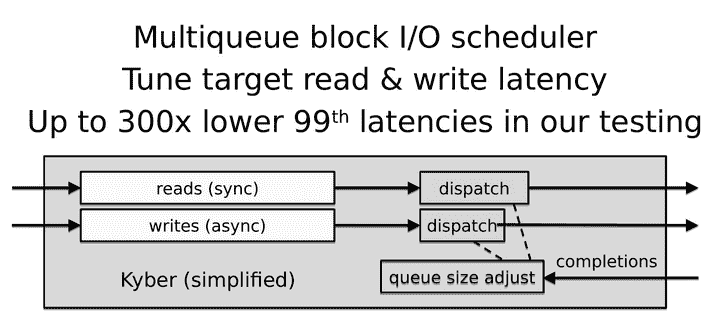 Multiqueue block I/O scheduler
Tune target read & write latency
Up to 300x lower 99th latencies in our testing
reads (sync)
dispatch
writes (async)
dispatch
completions
Kyber (simplified)
queue size adjust